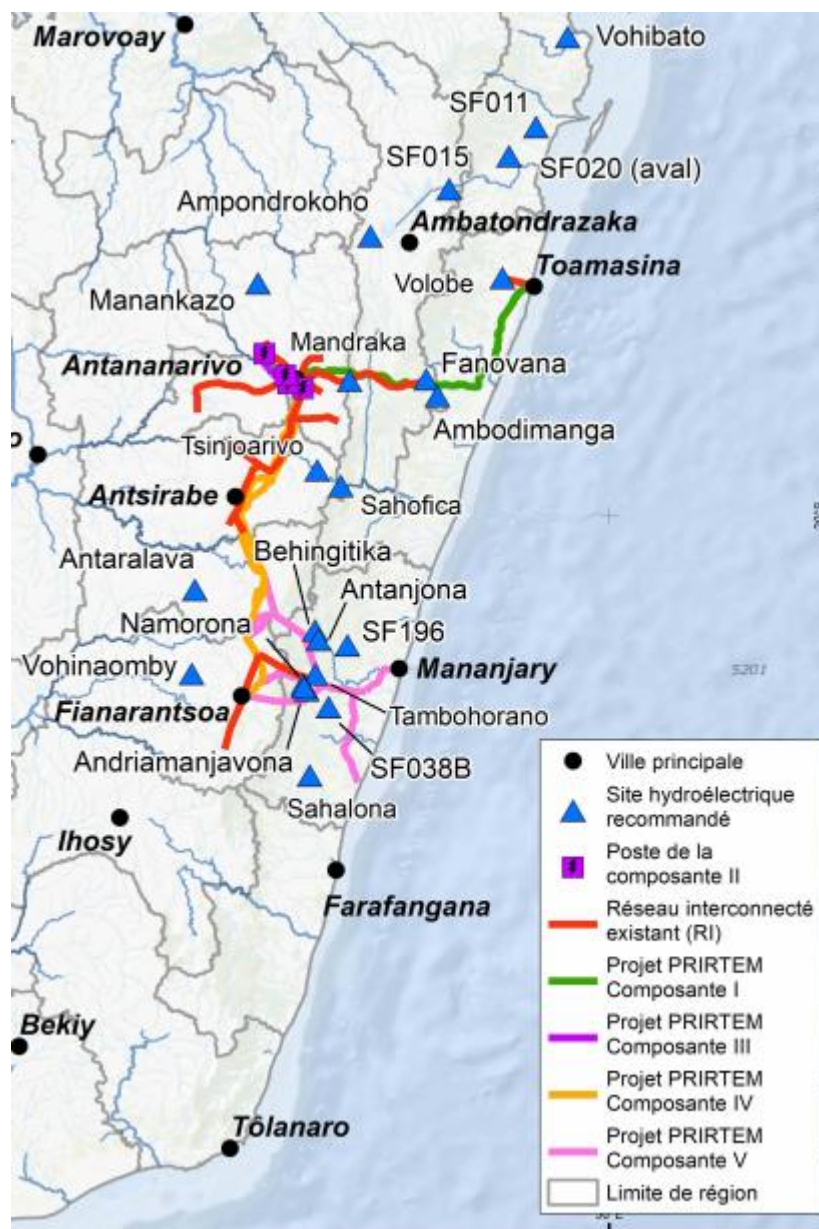 Marovoay
Vohibato
SF011
SF015
SF020 (aval)
Ampondrokoho
Ambatondrazaka
Toamasina
Volobe
Manankazo
Mandraka
Antananarivo
Fanovana
Ambodimanga
Tsinjoarivo
Antsirabe
Sahofica
Behingitika
Antaralava
Antanjona
Namorona
SF196
Vohinaomby
Mananjary
S201
Fianarantsoa
Tambohorano
Andriamanjavona
SF038B
Sahalona
Ihosy
Farafangana
Bekiy
Tôlanaro
Ville principale
Site hydroélectrique
recommandé
Poste de la
composante II
Réseau interconnecté
existant (RI)
Projet PRIRTEM
Composante I
Projet PRIRTEM
Composante III
Projet PRIRTEM
Composante IV
Projet PRIRTEM
Composante V
Limite de région